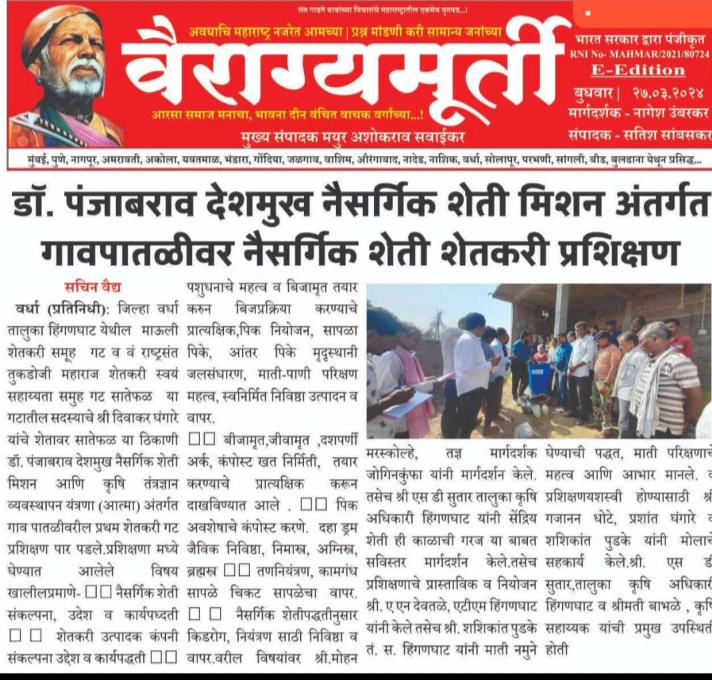 संत गाडगे बाबांच्या विचारांचे महाराष्ट्रातील एकमेव वृत्तपत्र...!
अवघाचि महाराष्ट्र नजरेत आमच्या | प्रश्न मांडणी करी सामान्य जनांच्या
वैराग्यमूर्ती
आरसा समाज मनाचा, भावना दीन वंचित वाचक वर्गाच्या...!
मुख्य संपादक मयुर अशोकराव सवाईकर
भारत सरकार द्वारा पंजीकृत
RNI No- MAHMAR/2021/80724
E-Edition
बुधवार | २७.०३.२०२४
मार्गदर्शक - नागेश उंबरकर
संपादक - सतिश सांबसकर
मुंबई, पुणे, नागपूर, अमरावती, अकोला, यवतमाळ, भंडारा, गोंदिया, जळगाव, वाशिम, औरंगाबाद, नादेड, नाशिक, वर्धा, सोलापूर, परभणी, सांगली, बीड, बुलडाना येथून प्रसिद्ध...
डॉ. पंजाबराव देशमुख नैसर्गिक शेती मिशन अंतर्गत
गावपातळीवर नैसर्गिक शेती शेतकरी प्रशिक्षण
सचिन वैद्य
वर्धा (प्रतिनिधी): जिल्हा वर्धा
तालुका हिंगणघाट येथील माऊली
शेतकरी समूह गट व वं राष्ट्रसंत
तुकडोजी महाराज शेतकरी स्वयं
सहाय्यता समुह गट सातेफळ या
गटातील सदस्याचे श्री दिवाकर घंगारे
यांचे शेतावर सातेफळ या ठिकाणी
डॉ. पंजाबराव देशमुख नैसर्गिक शेती
मिशन आणि कृषि तंत्रज्ञान
व्यवस्थापन यंत्रणा (आत्मा) अंतर्गत
गाव पातळीवरील प्रथम शेतकरी गट
प्रशिक्षण पार पडले.प्रशिक्षणा मध्ये
घेण्यात आलेले विषय
खालीलप्रमाणे- □□ नैसर्गिक शेती
संकल्पना, उदेश व कार्यपध्दती
□□ शेतकरी उत्पादक कंपनी
संकल्पना उद्देश व कार्यपध्दती □□
पशुधनाचे महत्व व बिजामृत तयार
करुन बिजप्रक्रिया करण्याचे
प्रात्यक्षिक,पिक नियोजन, सापळा
पिके, आंतर पिके मृदृस्थानी
जलसंधारण, माती-पाणी परिक्षण
महत्व, स्वनिर्मित निविष्ठा उत्पादन व
वापर.
□□ बीजामृत,जीवामृत ,दशपर्णी
अर्क, कंपोस्ट खत निर्मिती, तयार
करण्याचे प्रात्यक्षिक करून
दाखविण्यात आले . □□ पिक
अवशेषाचे कंपोस्ट करणे. दहा ड्रम
जैविक निविष्ठा, निमास्त्र, अग्निस्त्र,
ब्रह्मस्त्र □□ तणनियंत्रण, कामगंध
सापळे चिकट सापळेचा वापर.
□□ नैसर्गिक शेतीपद्धतीनुसार
किडरोग, नियंत्रण साठी निविष्ठा व
वापर.वरील विषयांवर श्री.मोहन
मरस्कोल्हे, तज्ञ मार्गदर्शक
जोगिनकुंफा यांनी मार्गदर्शन केले.
तसेच श्री एस डी सुतार तालुका कृषि
अधिकारी हिंगणघाट यांनी सेंद्रिय
शेती ही काळाची गरज या बाबत
सविस्तर मार्गदर्शन केले.तसेच
प्रशिक्षणाचे प्रास्ताविक व नियोजन
श्री. ए एन देवतळे, एटीएम हिंगणघाट
यांनी केले तसेच श्री. शशिकांत पुडके
तं. स. हिंगणघाट यांनी माती नमुने
घेण्याची पद्धत, माती परिक्षणाचे
महत्व आणि आभार मानले.
प्रशिक्षणयशस्वी होण्यासाठी श्री
गजानन धोटे, प्रशांत घंगारे व
शशिकांत पुडके यांनी मोलाचे
सहकार्य केले.श्री. एस डी
सुतार,तालुका कृषि अधिकारी
हिंगणघाट व श्रीमती बाभळे , कृषि
सहाय्यक यांची प्रमुख उपस्थिती
होती